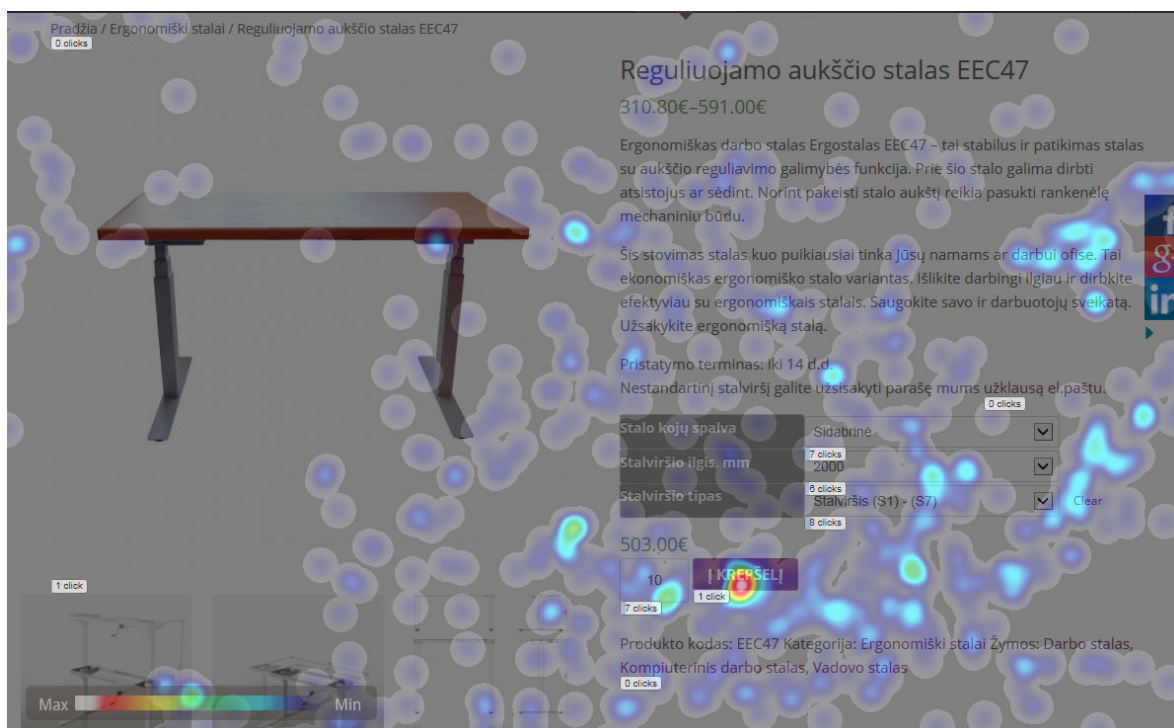 Pradžia / Ergonomiški stalai / Reguliuojamo aukščio stalas EEC47
0 clicks
Reguliuojamo aukščio stalas EEC47
310.80€–591.00€
Ergonomiškas darbo stalas Ergostalas EEC47 – tai stabilus ir patikimas stalas
su aukščio reguliavimo galimybės funkcija. Prie šio stalo galima dirbti
atsistojus ar sėdint. Norint pakeisti stalo aukštį reikia pasukti rankenėlę
mechaniniu būdu.
Šis stovimas stalas kuo puikiausiai tinka Jūsų namams ar darbui ofise. Tai
ekonomiškas ergonomiško stalo variantas. Išlikite darbingi ilgiau ir dirbkite
efektyviau su ergonomiškais stalais. Saugokite savo ir darbuotojų sveikatą.
Užsakykite ergonomišką stalą.
f
g+
in
Pristatymo terminas: Iki 14 d.d.
Nestandartinį stalviršį galite užsisakyti parašę mums užklausą el.paštu.
0 clicks
Stalo kojų spalva Sidabrinė
7 clicks
Stalviršio ilgis, mm 2000
6 clicks
Stalviršio tipas Stalviršis (S1) - (S7) Clear
8 clicks
503.00€
10 Į KREPŠELĮ
1 click
7 clicks
1 click
Produkto kodas: EEC47 Kategorija: Ergonomiški stalai Žymos: Darbo stalas,
Kompiuterinis darbo stalas, Vadovo stalas
0 clicks
Max Min